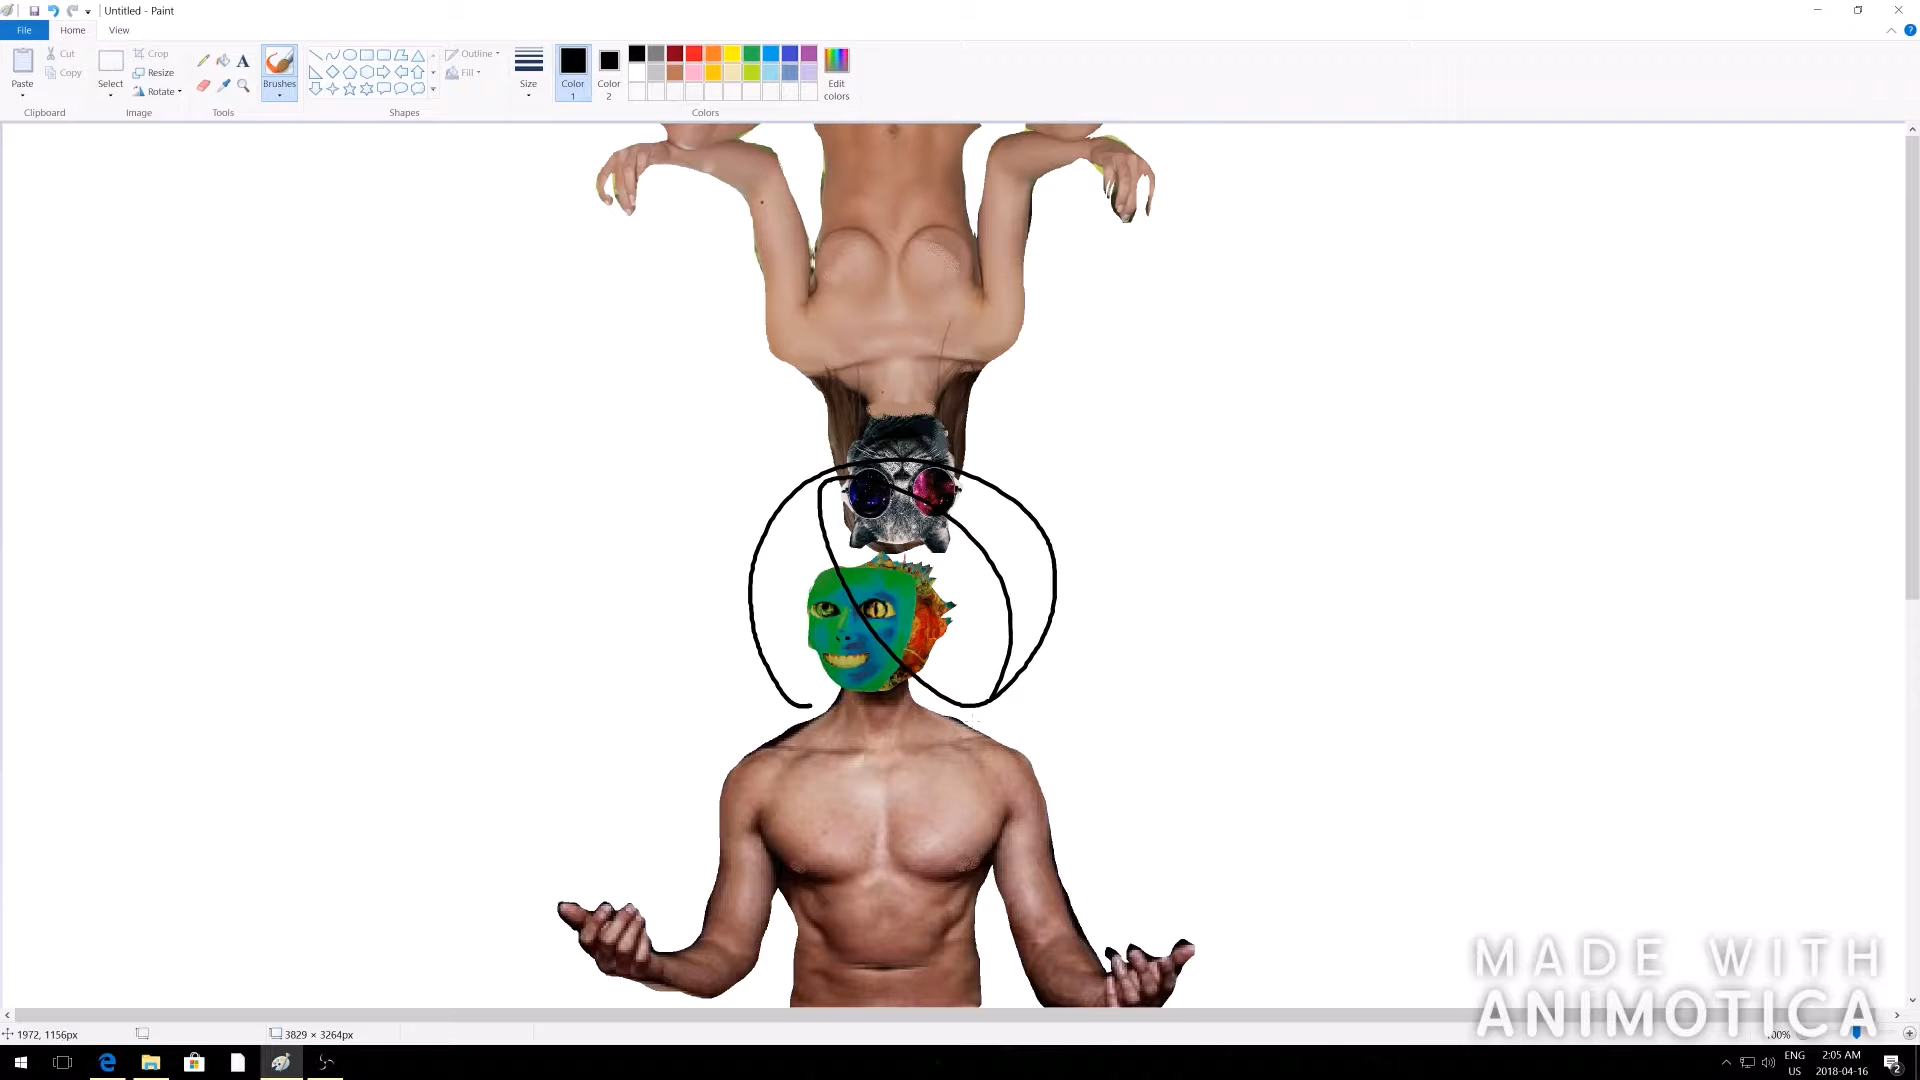 Untitled - Paint
File
Home
View
Paste
Cut
Copy
Clipboard
Select
Crop
Resize
Rotate
Image
Tools
Brushes
Shapes
Outline
Fill
Size
Color
1
Color
2
Edit
colors
Colors
MADE WITH
ANIMOTICA
1972, 1156px
3829 × 3264px
ENG
US
2:05 AM
2018-04-16
2